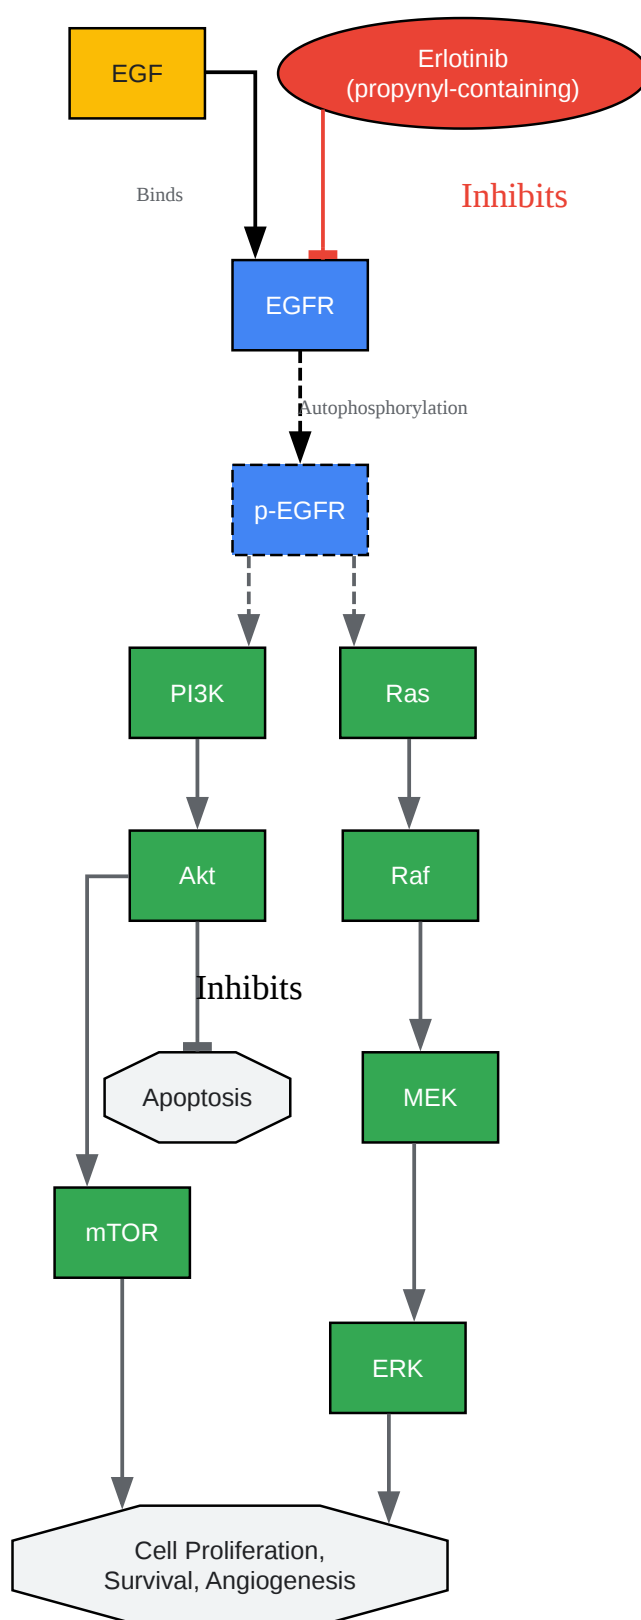 EGF
Erlotinib
(propynyl-containing)
Binds
Inhibits
EGFR
Autophosphorylation
p-EGFR
PI3K
Ras
Akt
Raf
Inhibits
Apoptosis
MEK
mTOR
ERK
Cell Proliferation,
Survival, Angiogenesis